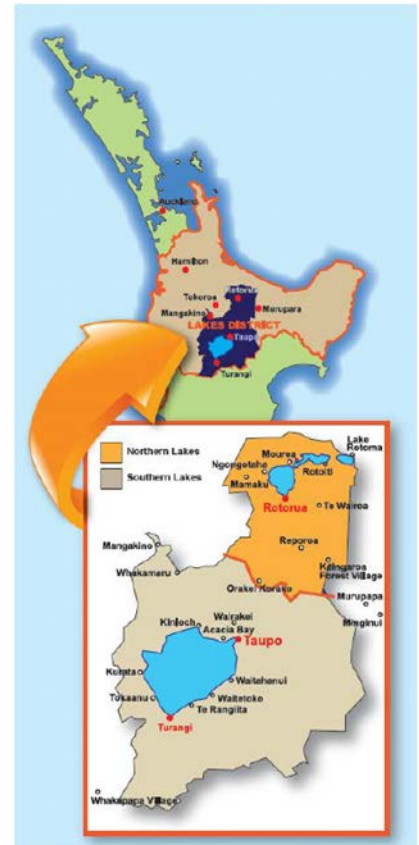 Auckland
Hamilton
Rotorua
Tokoroa
Murupara
Mangakino
LAKES DISTRICT
Taupo
Turangi
Northern Lakes
Southern Lakes
Lake
Rotoma
Mourea
Ngongotaha
Rotoiti
Mamaku
Rotorua
Te Wairoa
Reporoa
Mangakino
Kaingaroa
Forest Village
Whakamaru
Orakei Korako
Murupapa
Minginui
Wairakei
Kinloch
Acacia Bay
Taupo
Kurata
Waitahanui
Tokaanu
Waitetoko
Te Rangiita
Turangi
Whakapapa Village